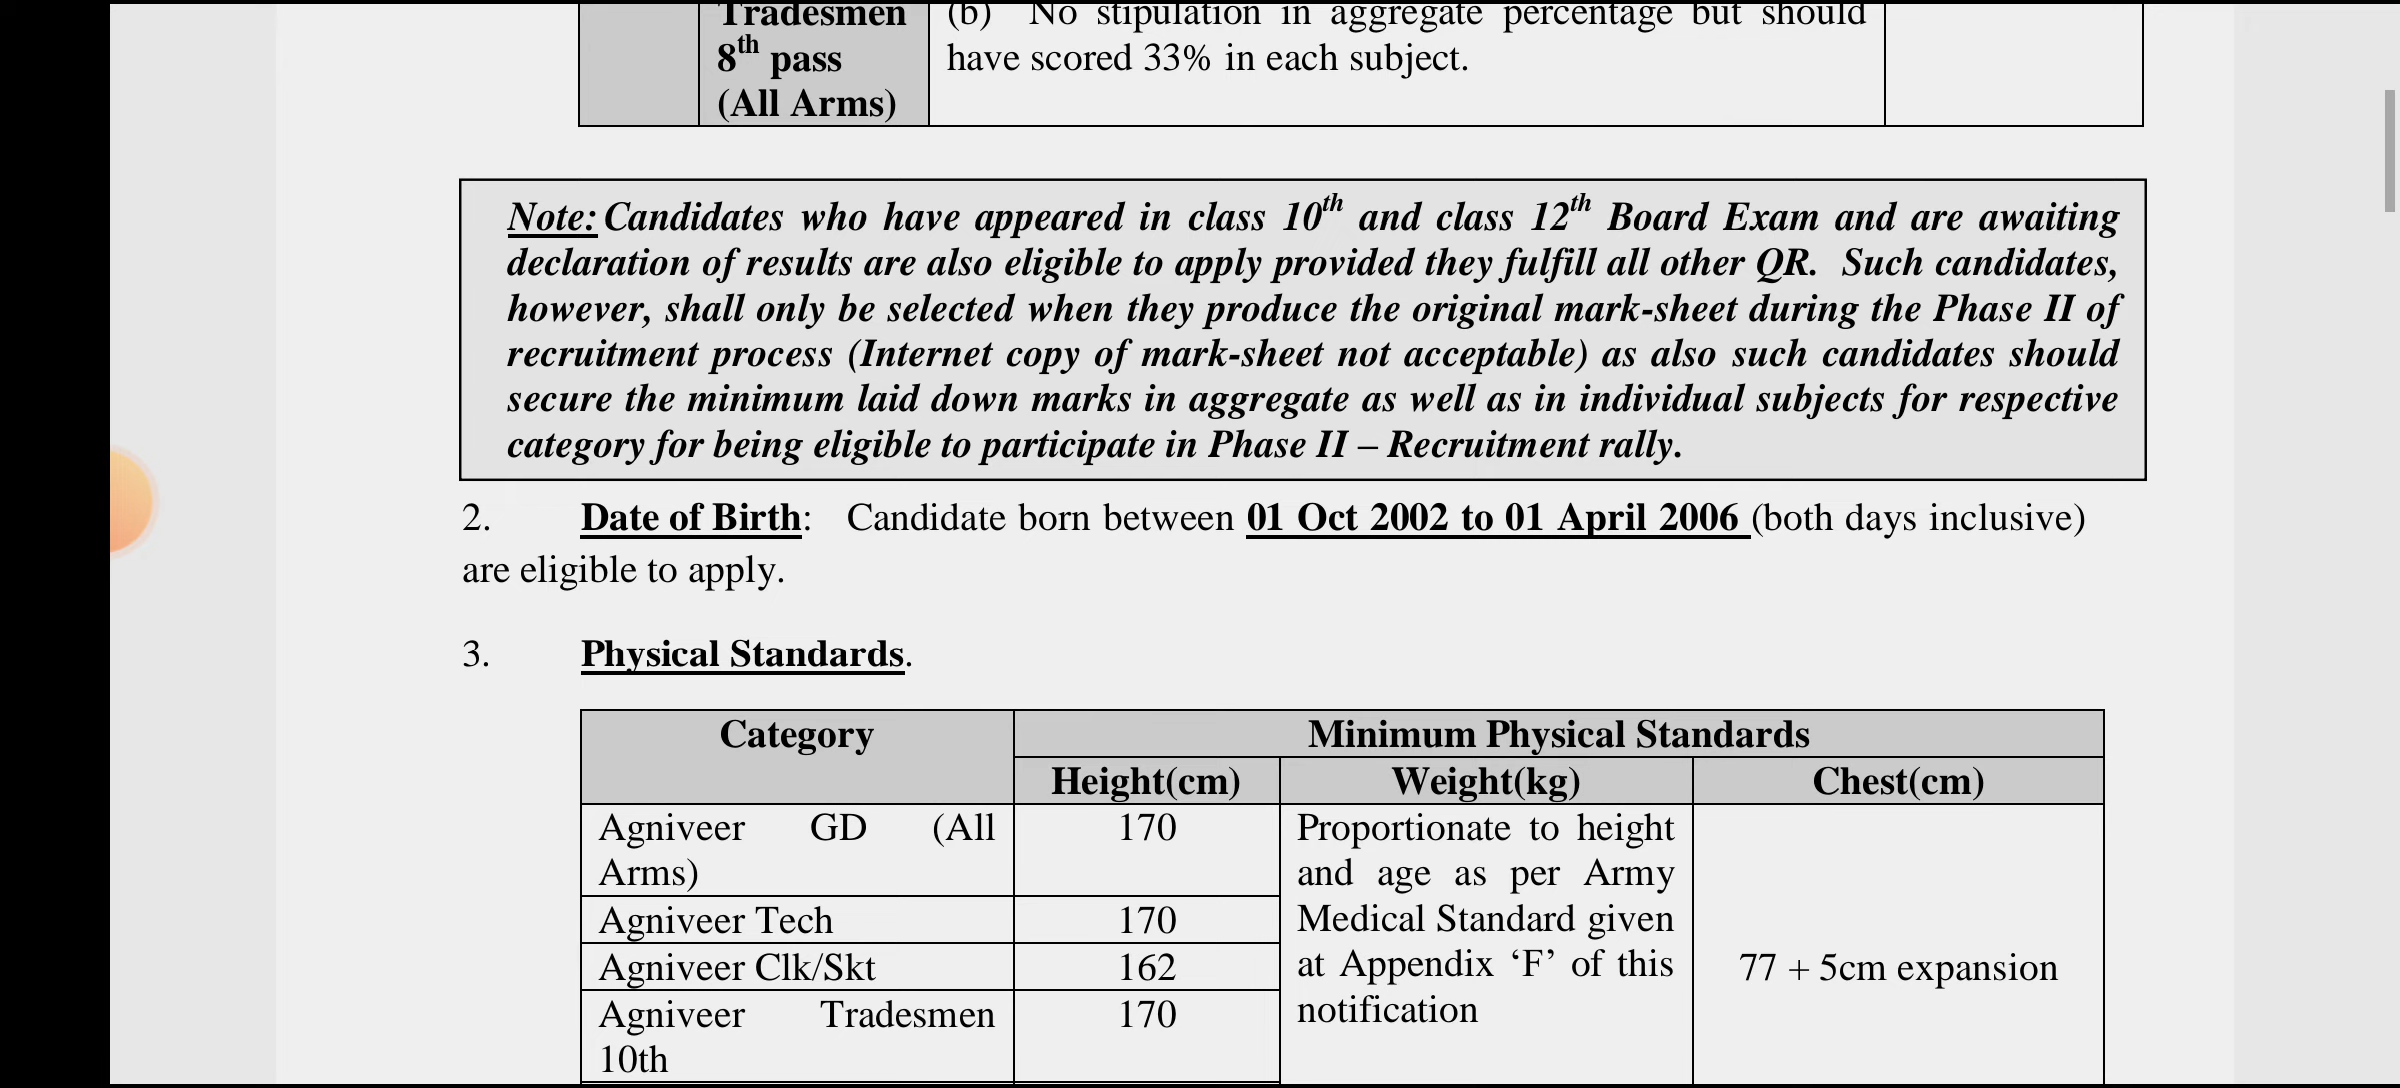 Tradesmen
8th pass
(All Arms)
(b) No stipulation in aggregate percentage but should
have scored 33% in each subject.
Note: Candidates who have appeared in class 10th and class 12th Board Exam and are awaiting
declaration of results are also eligible to apply provided they fulfill all other QR. Such candidates,
however, shall only be selected when they produce the original mark-sheet during the Phase II of
recruitment process (Internet copy of mark-sheet not acceptable) as also such candidates should
secure the minimum laid down marks in aggregate as well as in individual subjects for respective
category for being eligible to participate in Phase II – Recruitment rally.
2. Date of Birth: Candidate born between 01 Oct 2002 to 01 April 2006 (both days inclusive)
are eligible to apply.
3. Physical Standards.
Category
Minimum Physical Standards
Height(cm) Weight(kg) Chest(cm)
Agniveer GD (All
Arms)
170
Agniveer Tech 170
Agniveer Clk/Skt 162
Agniveer Tradesmen
10th
170
Proportionate to height
and age as per Army
Medical Standard given
at Appendix ‘F’ of this
notification
77 + 5cm expansion